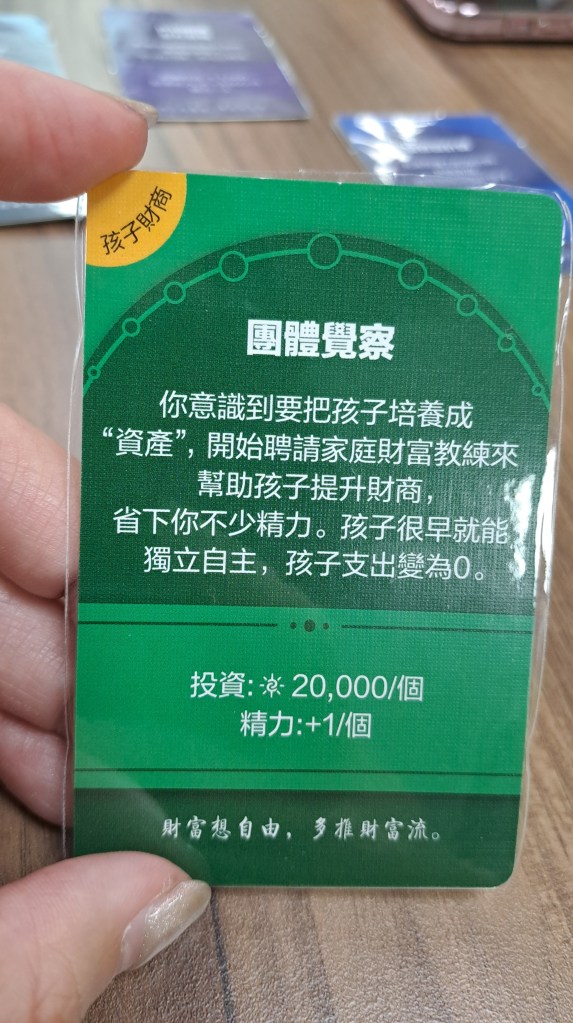 孩子財商
團體覺察
你意識到要把孩子培養成
“資產”, 開始聘請家庭財富教練來
幫助孩子提升財商，
省下你不少精力。孩子很早就能
獨立自主，孩子支出變為0。
投資: 20,000/個
精力:+1/個
財富想自由，多推財富流。